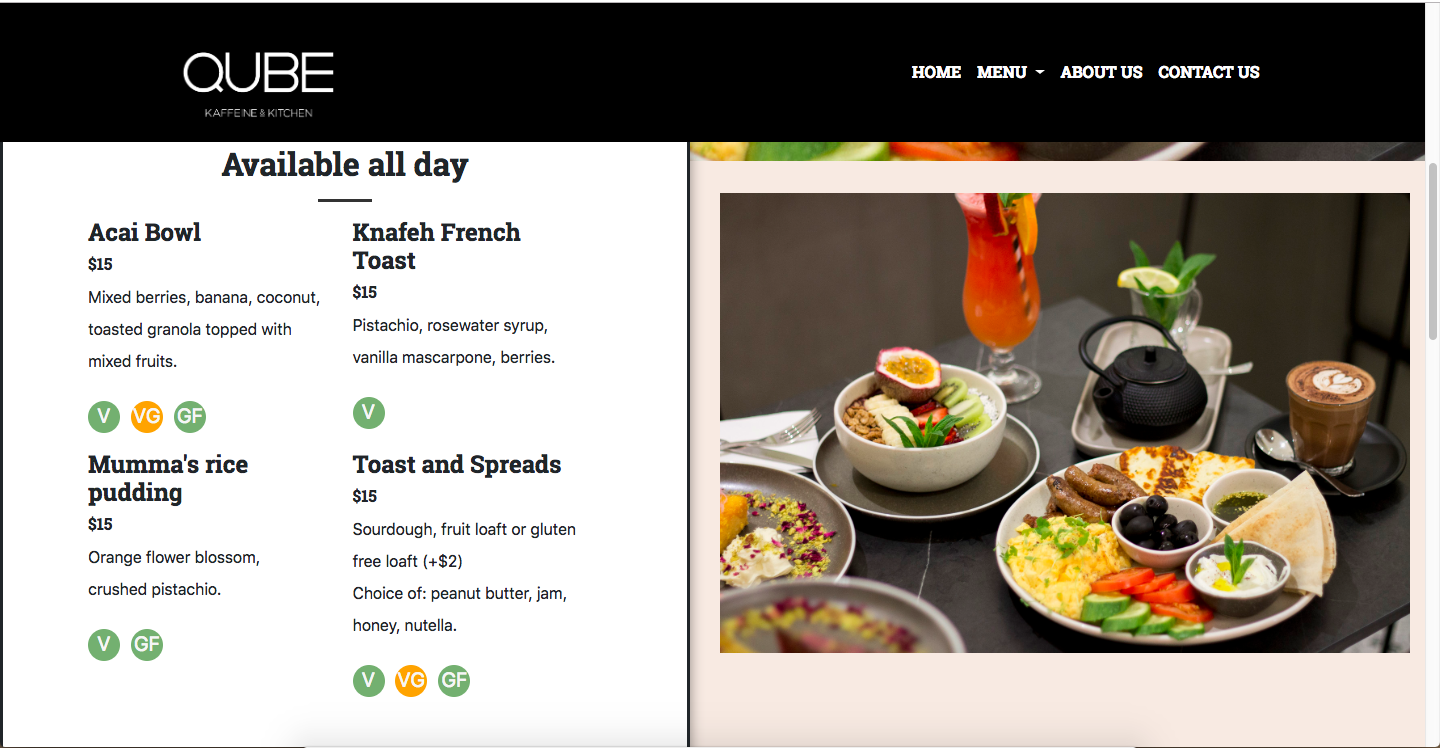 QUBE
KAFFEINE & KITCHEN
HOME MENU ABOUT US CONTACT US
Available all day
Acai Bowl
$15
Mixed berries, banana, coconut,
toasted granola topped with
mixed fruits.
V VG GF
Knafeh French
Toast
$15
Pistachio, rosewater syrup,
vanilla mascarpone, berries.
V
Mumma's rice
pudding
$15
Orange flower blossom,
crushed pistachio.
V GF
Toast and Spreads
$15
Sourdough, fruit loaft or gluten
free loaft (+$2)
Choice of: peanut butter, jam,
honey, nutella.
V VG GF